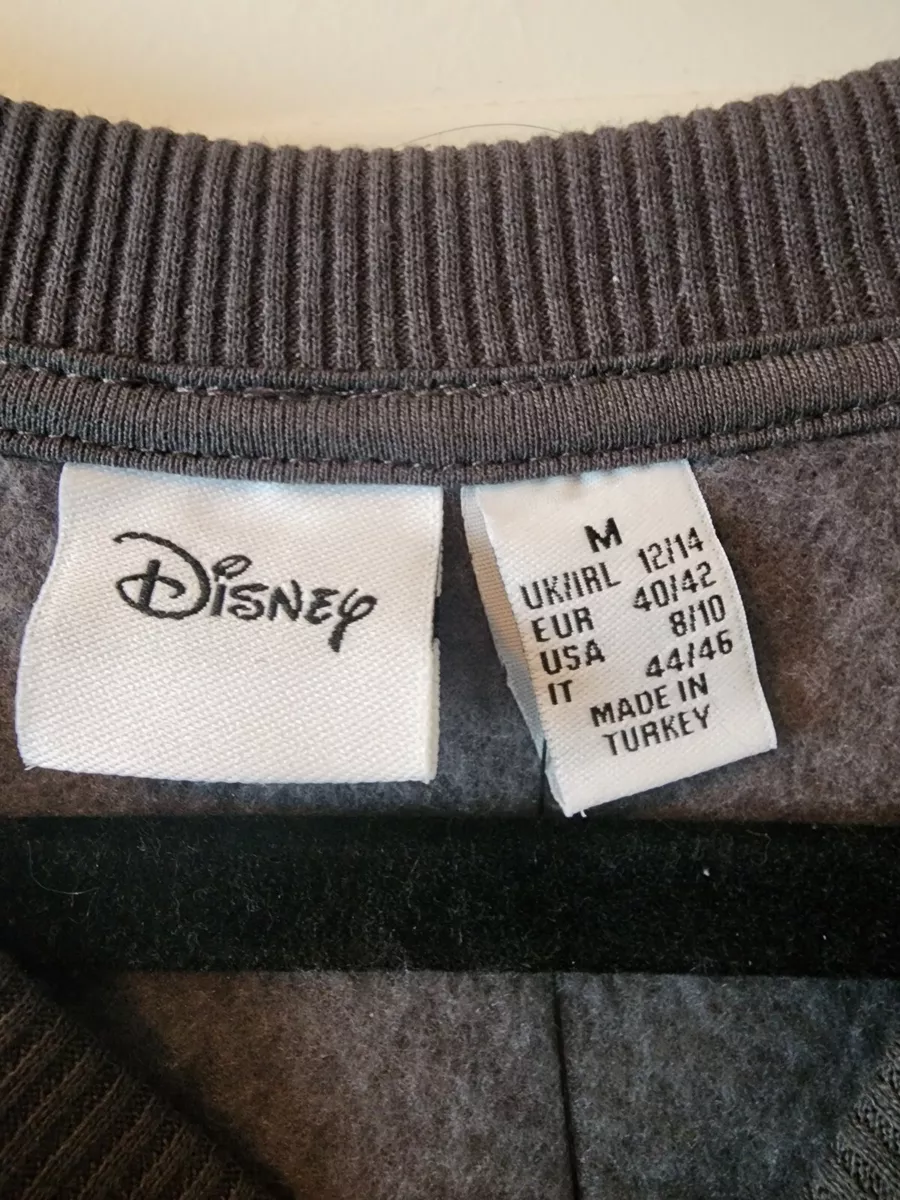 Disney
M
UK/IRL 12/14
EUR 40/42
USA 8/10
IT 44/46
MADE IN
TURKEY